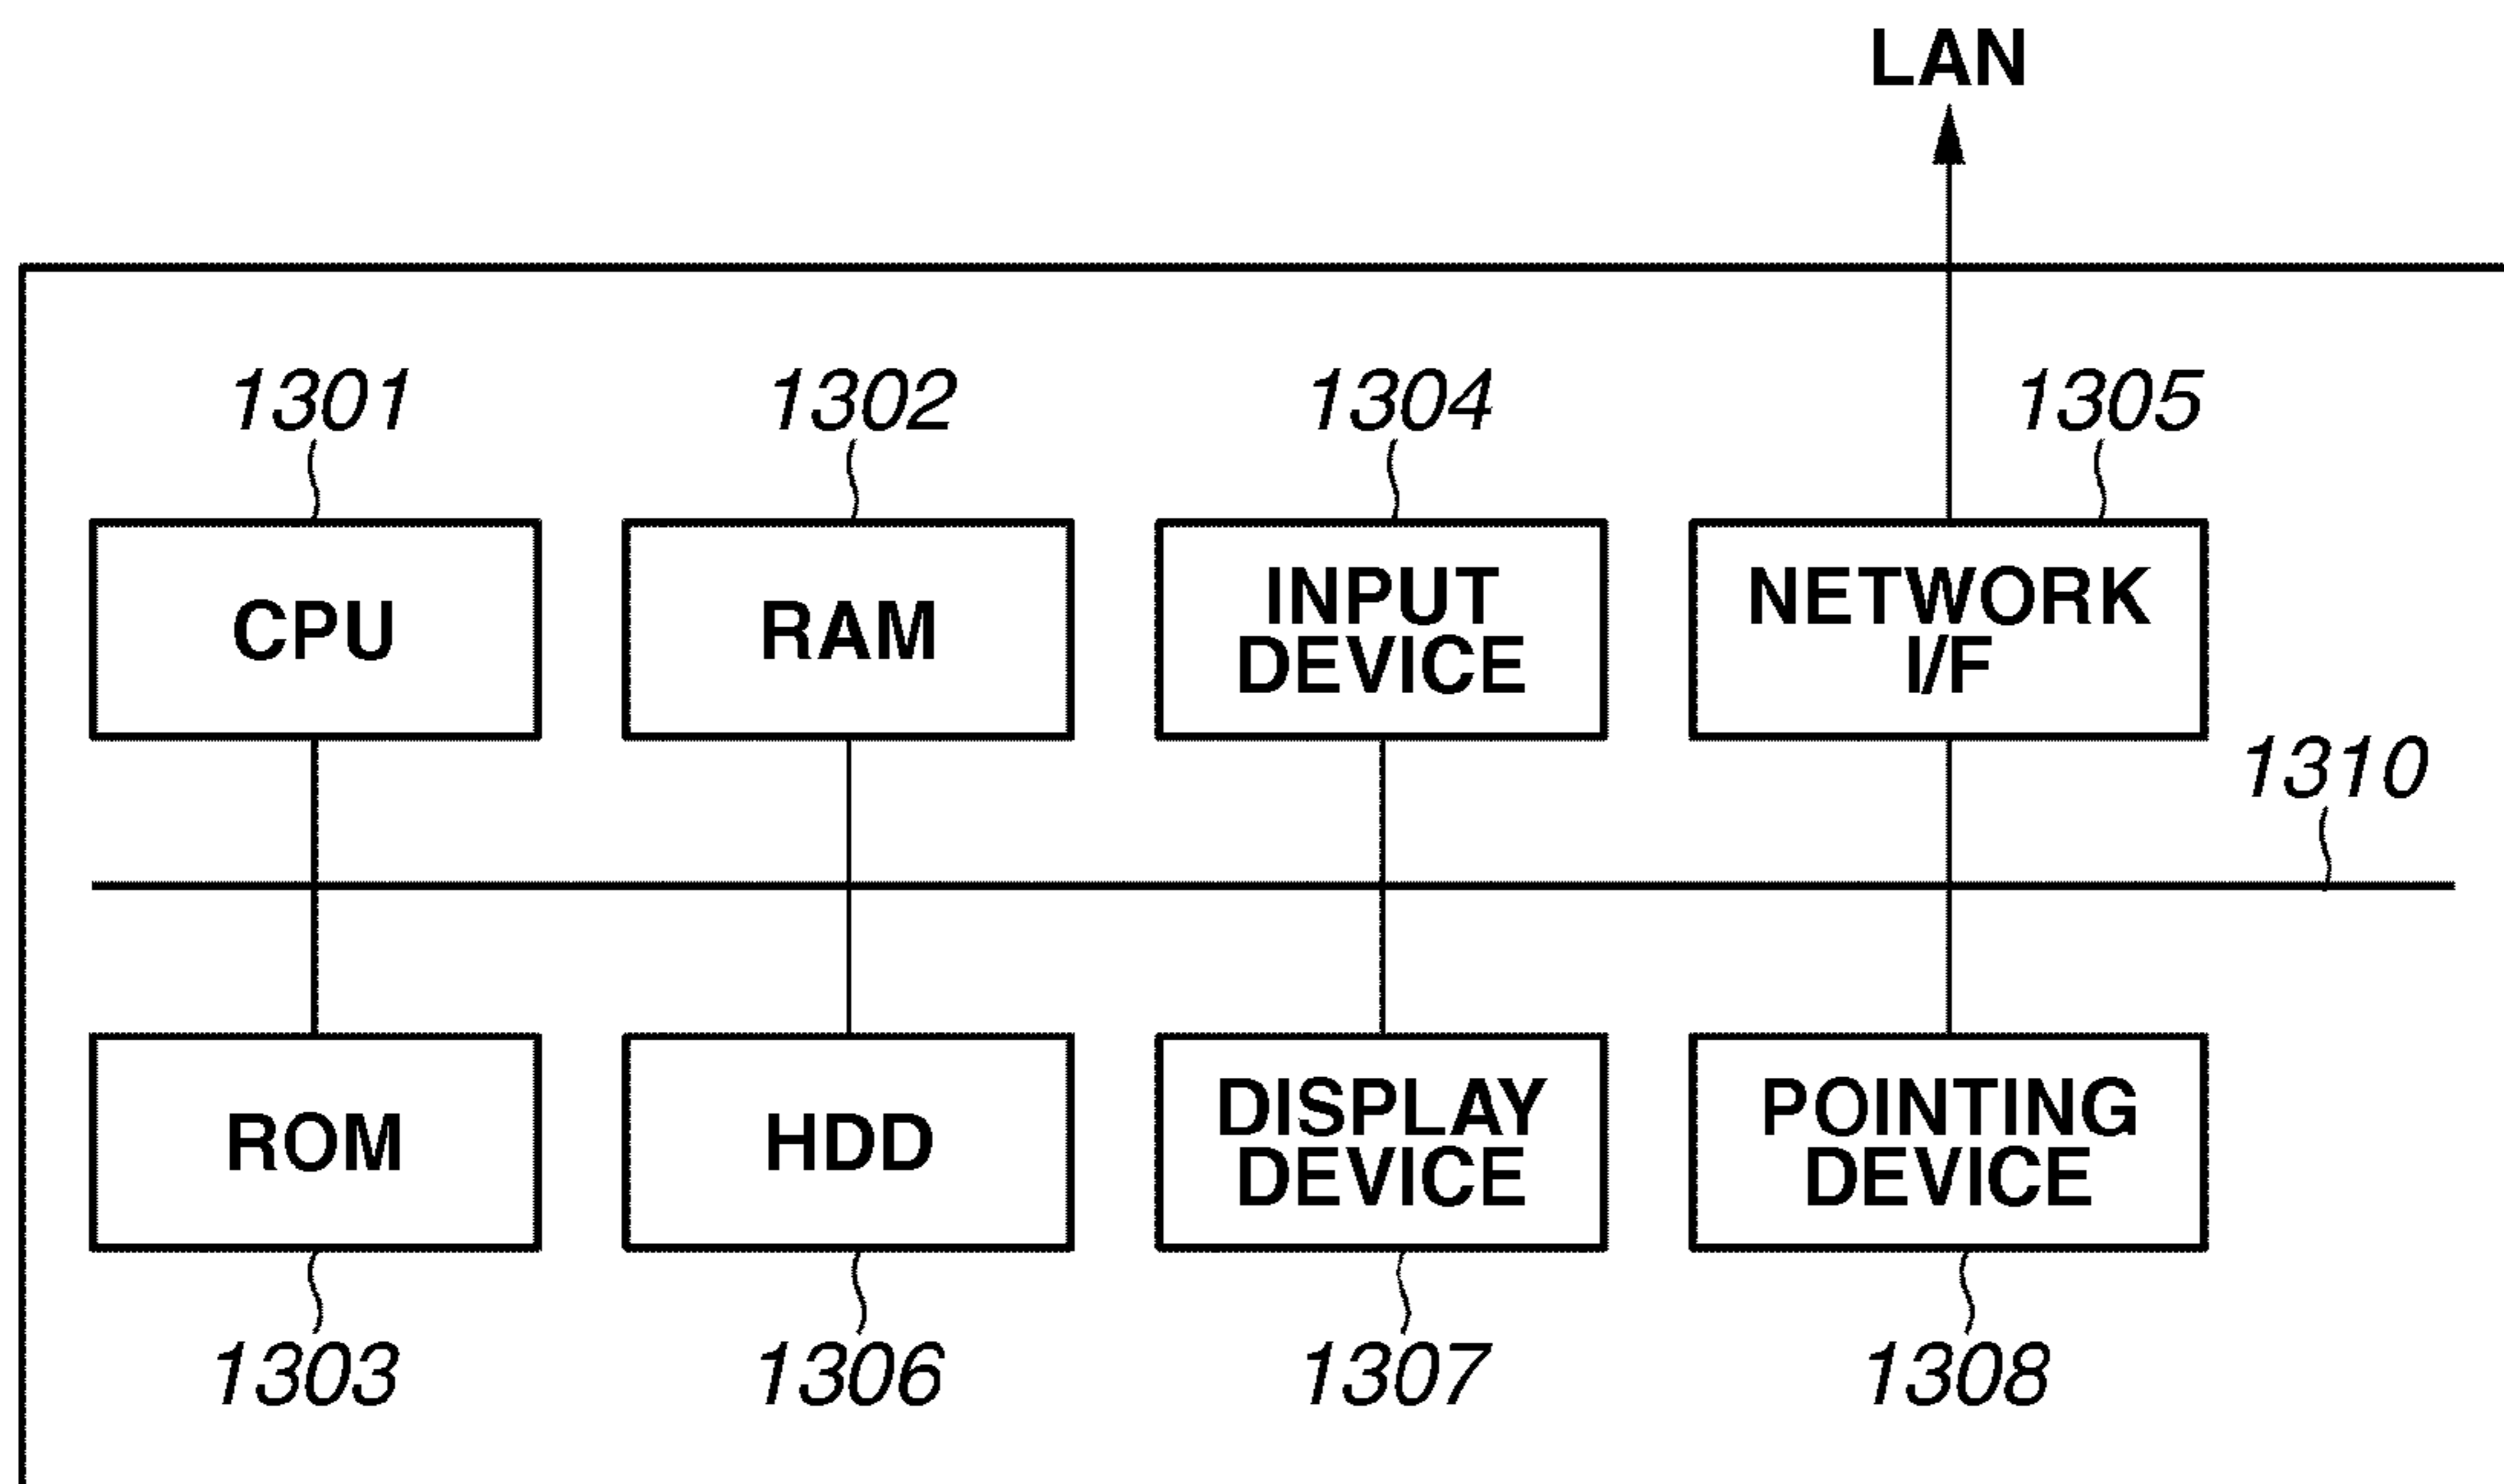 LAN
1301
1302
1304
1305
CPU
RAM
INPUT
DEVICE
NETWORK
I/F
1310
ROM
HDD
DISPLAY
DEVICE
POINTING
DEVICE
1303
1306
1307
1308